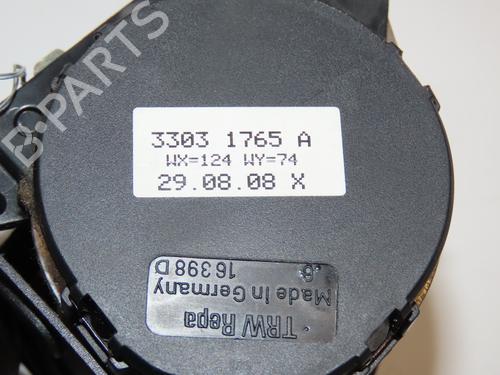 3303 1765 A
WX=124 WY=74
29.08.08 X
TRW Repa
Made In Germany
16 398 D
B-PARTS